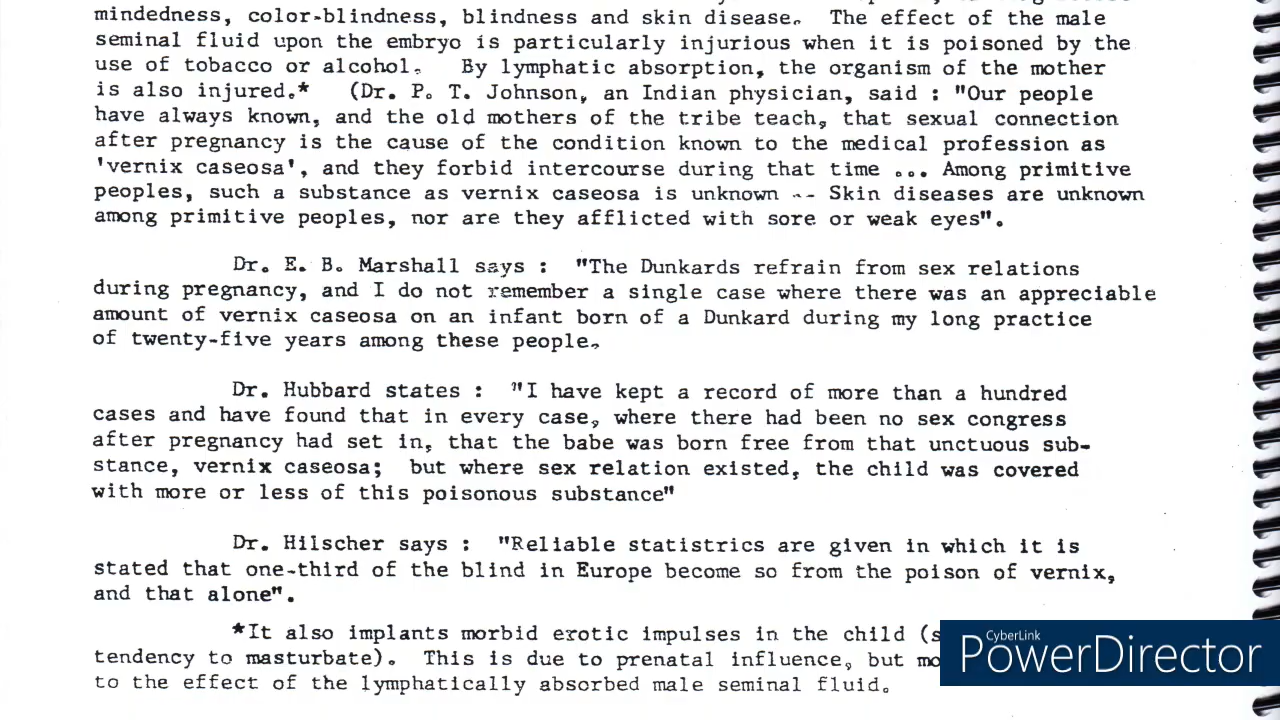 mindedness, color-blindness, blindness and skin disease. The effect of the male
seminal fluid upon the embryo is particularly injurious when it is poisoned by the
use of tobacco or alcohol. By lymphatic absorption, the organism of the mother
is also injured.* (Dr. P. T. Johnson, an Indian physician, said : "Our people
have always known, and the old mothers of the tribe teach, that sexual connection
after pregnancy is the cause of the condition known to the medical profession as
'vernix caseosa', and they forbid intercourse during that time ... Among primitive
peoples, such a substance as vernix caseosa is unknown -- Skin diseases are unknown
among primitive peoples, nor are they afflicted with sore or weak eyes".
Dr. E. B. Marshall says : "The Dunkards refrain from sex relations
during pregnancy, and I do not remember a single case where there was an appreciable
amount of vernix caseosa on an infant born of a Dunkard during my long practice
of twenty-five years among these people.
Dr. Hubbard states : "I have kept a record of more than a hundred
cases and have found that in every case, where there had been no sex congress
after pregnancy had set in, that the babe was born free from that unctuous sub-
stance, vernix caseosa; but where sex relation existed, the child was covered
with more or less of this poisonous substance"
Dr. Hilscher says : "Reliable statistrics are given in which it is
stated that one-third of the blind in Europe become so from the poison of vernix,
and that alone".
*It also implants morbid erotic impulses in the child (
tendency to masturbate). This is due to prenatal influence, but
to the effect of the lymphatically absorbed male seminal fluid.
CyberLink
PowerDirector